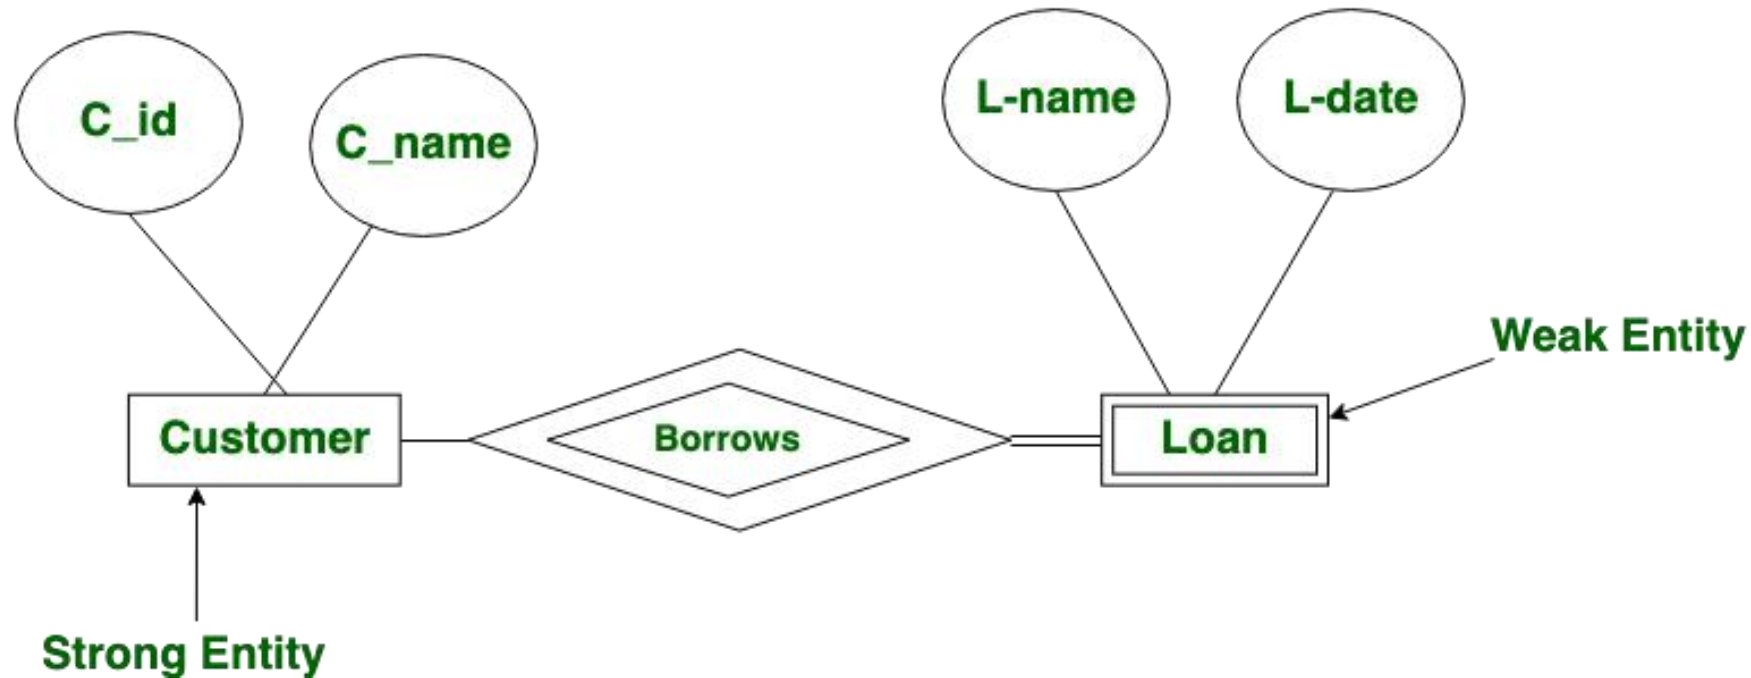 C_id
C_name
L-name
L-date
Weak Entity
Customer
Borrows
Loan
Strong Entity